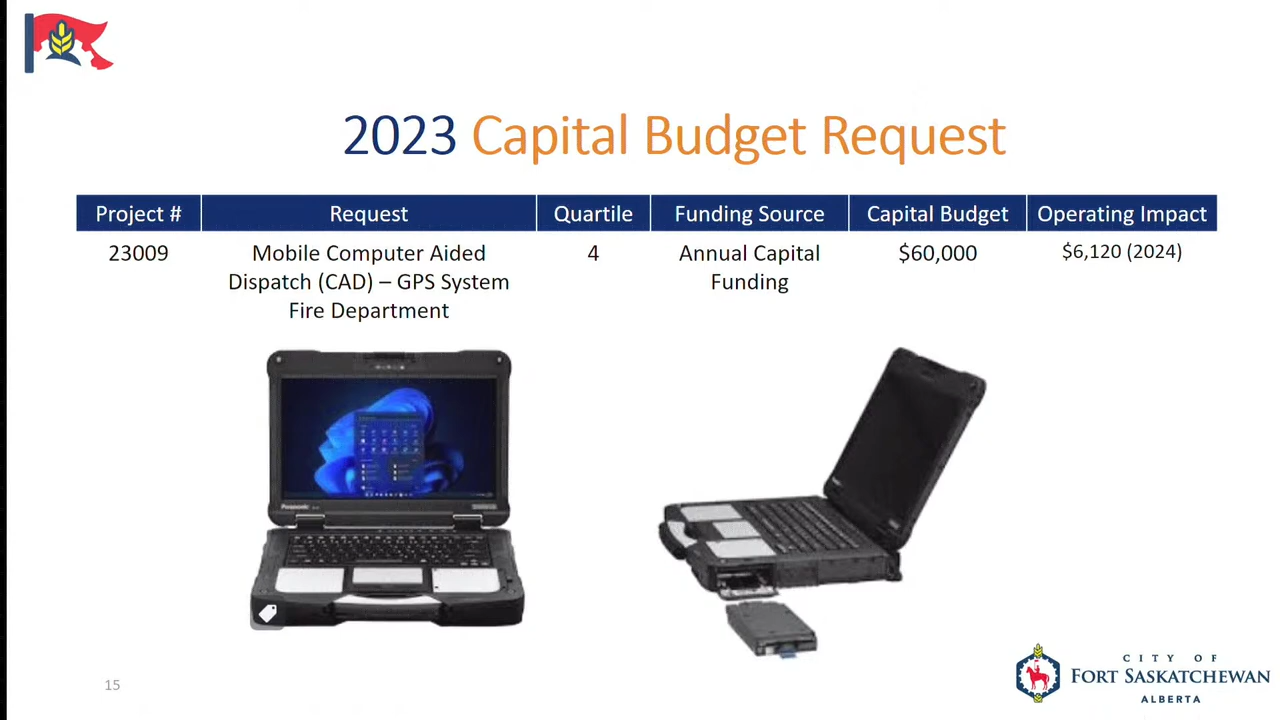 2023 Capital Budget Request
Project # Request Quartile Funding Source Capital Budget Operating Impact
23009 Mobile Computer Aided Dispatch (CAD) – GPS System Fire Department 4 Annual Capital Funding $60,000 $6,120 (2024)
Panasonic
15
CITY OF
FORT SASKATCHEWAN
ALBERTA